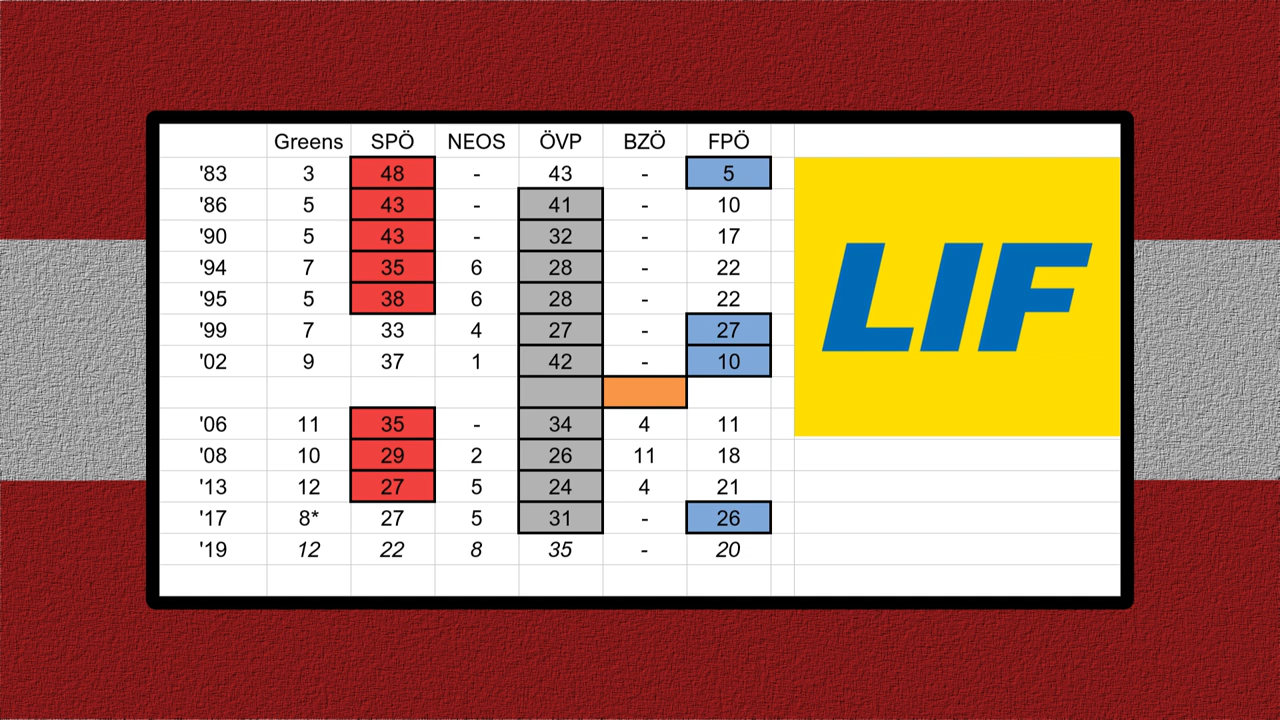 Greens SPÖ NEOS ÖVP BZÖ FPÖ
'83 3 48 - 43 - 5
'86 5 43 - 41 - 10
'90 5 43 - 32 - 17
'94 7 35 6 28 - 22
'95 5 38 6 28 - 22
'99 7 33 4 27 - 27
'02 9 37 1 42 - 10
'06 11 35 - 34 4 11
'08 10 29 2 26 11 18
'13 12 27 5 24 4 21
'17 8* 27 5 31 - 26
'19 12 22 8 35 - 20
LIF